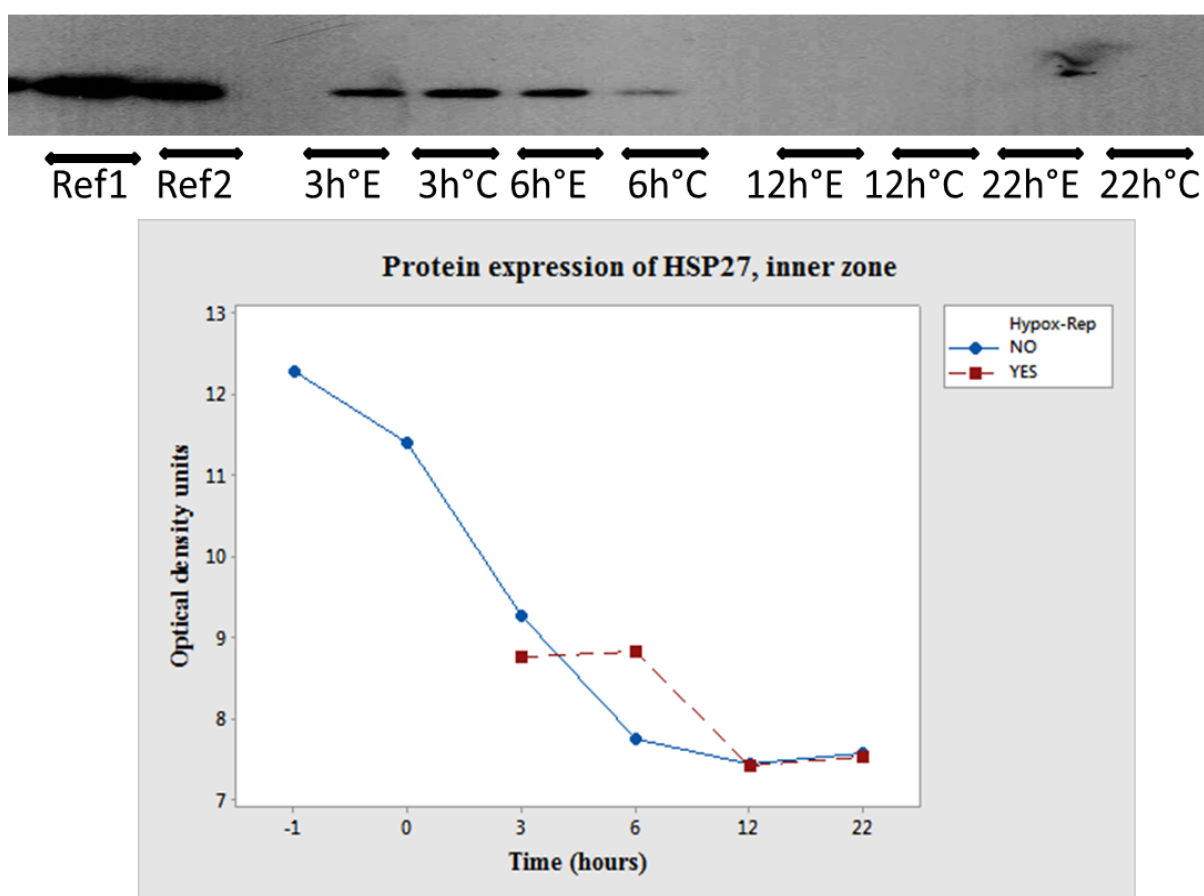 Ref1 Ref2 3h°E 3h°C 6h°E 6h°C 12h°E 12h°C 22h°E 22h°C
Protein expression of HSP27, inner zone
Hypox-Rep
NO
YES
13
12
11
10
9
8
7
Optical density units
-1 0 3 6 12 22
Time (hours)